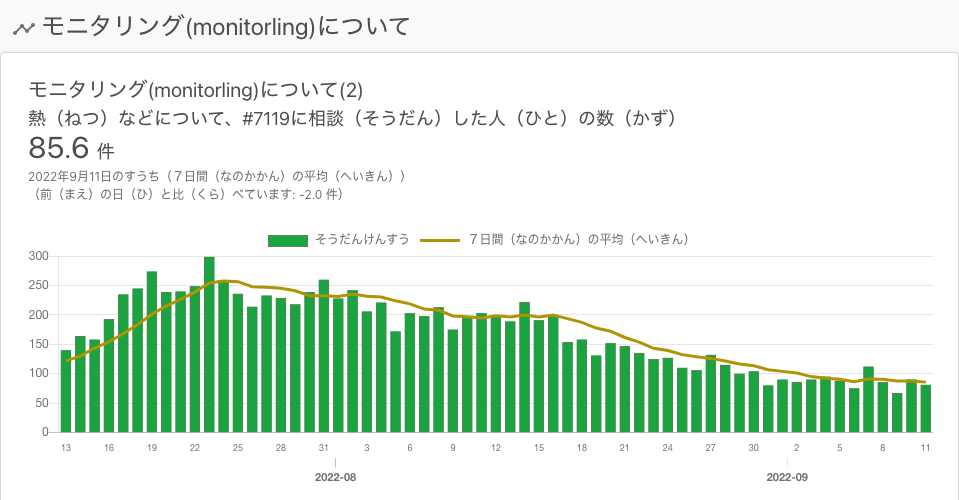 モニタリング(monitorling)について
モニタリング(monitorling)について(2)
熱（ねつ）などについて、#7119に相談（そうだん）した人（ひと）の数（かず）
85.6 件
2022年9月11日のすうち（７日間（なのかかん）の平均（へいきん））
（前（まえ）の日（ひ）と比（くら）べています: -2.0 件）
そうだんけんすう ７日間（なのかかん）の平均（へいきん）
300
250
200
150
100
50
0
13 16 19 22 25 28 31 3 6 9 12 15 18 21 24 27 30 2 5 8 11
2022-08 2022-09